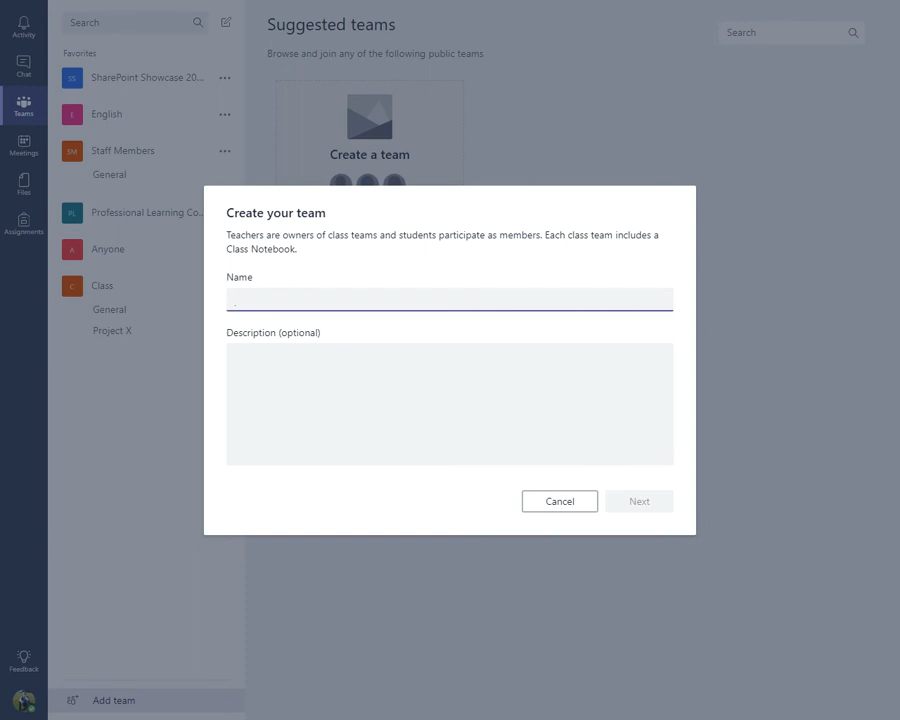 Activity
Chat
Teams
Meetings
Files
Assignments
Feedback
Search
Favorites
SS SharePoint Showcase 20...
E English
SM Staff Members
General
PL Professional Learning Co...
A Anyone
C Class
General
Project X
Add team
Suggested teams
Search
Browse and join any of the following public teams
Create a team
Create your team
Teachers are owners of class teams and students participate as members. Each class team includes a
Class Notebook.
Name
.
Description (optional)
Cancel
Next